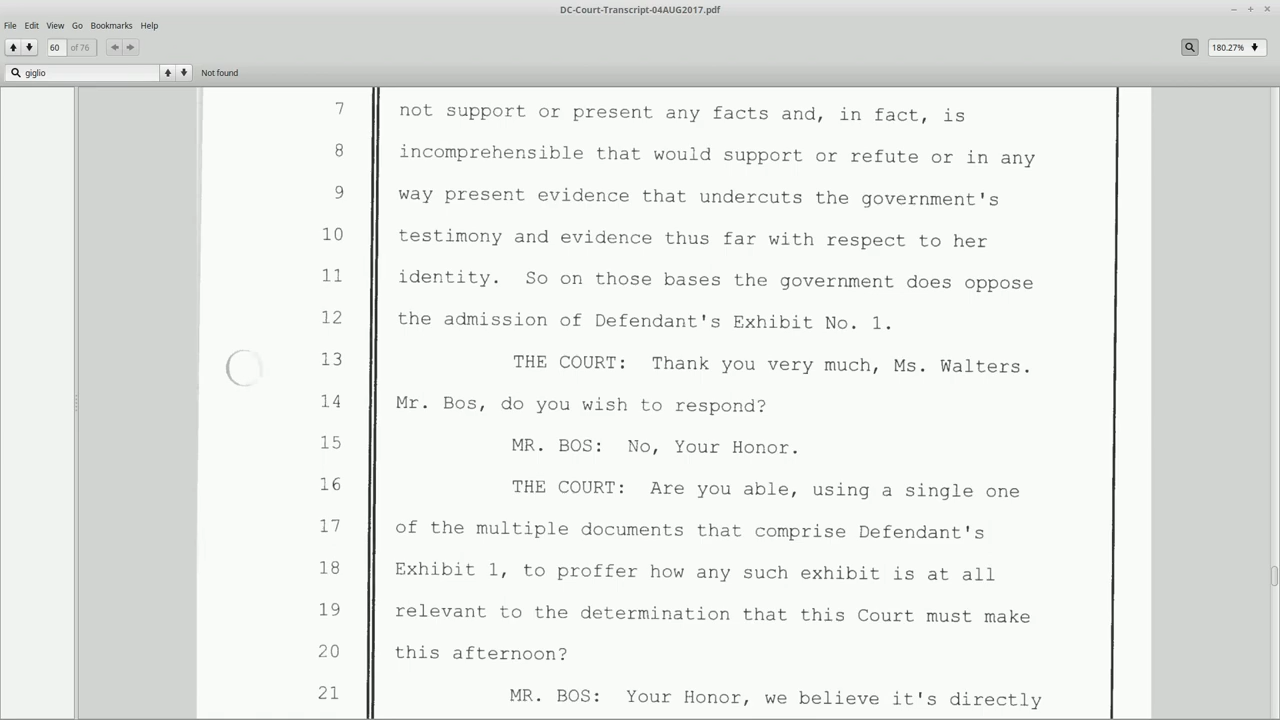 DC-Court-Transcript-04AUG2017.pdf
File Edit View Go Bookmarks Help
60 of 76 180.27%
giglio Not found
7 not support or present any facts and, in fact, is
8 incomprehensible that would support or refute or in any
9 way present evidence that undercuts the government's
10 testimony and evidence thus far with respect to her
11 identity. So on those bases the government does oppose
12 the admission of Defendant's Exhibit No. 1.
13 THE COURT: Thank you very much, Ms. Walters.
14 Mr. Bos, do you wish to respond?
15 MR. BOS: No, Your Honor.
16 THE COURT: Are you able, using a single one
17 of the multiple documents that comprise Defendant's
18 Exhibit 1, to proffer how any such exhibit is at all
19 relevant to the determination that this Court must make
20 this afternoon?
21 MR. BOS: Your Honor, we believe it's directly